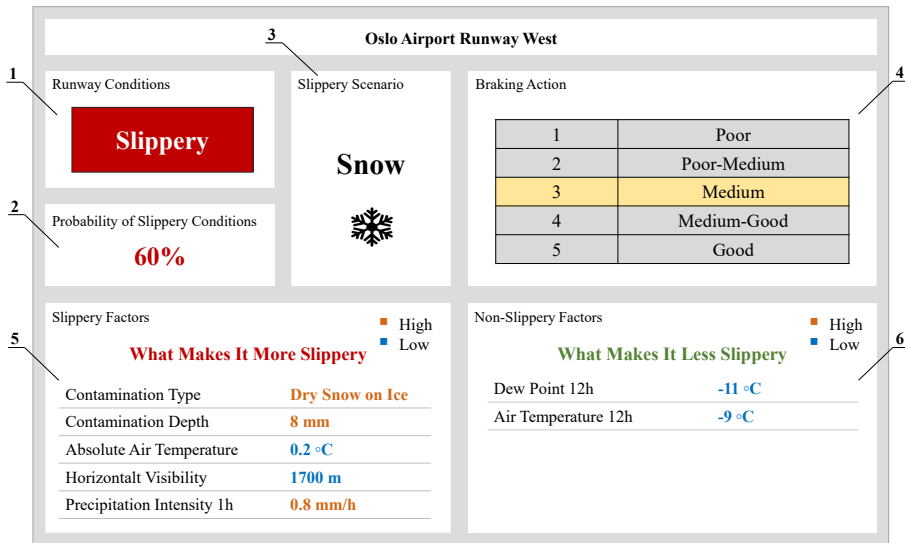 Oslo Airport Runway West
3
1
Runway Conditions
Slippery
Slippery Scenario
Snow
4
Braking Action
1 Poor
2 Poor-Medium
3 Medium
4 Medium-Good
5 Good
2
Probability of Slippery Conditions
60%
5
Slippery Factors
High
Low
What Makes It More Slippery
Contamination Type Dry Snow on Ice
Contamination Depth 8 mm
Absolute Air Temperature 0.2 °C
Horizontalt Visibility 1700 m
Precipitation Intensity 1h 0.8 mm/h
6
Non-Slippery Factors
High
Low
What Makes It Less Slippery
Dew Point 12h -11 °C
Air Temperature 12h -9 °C